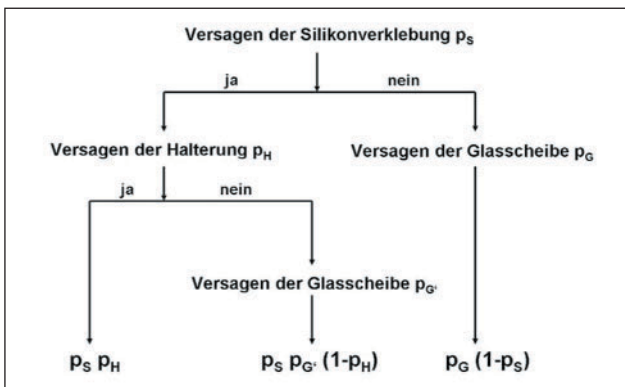 Versagen der Silikonverklebung pS
ja
nein
Versagen der Halterung pH
Versagen der Glasscheibe pG
ja
nein
Versagen der Glasscheibe pG'
pS pH
pS pG' (1-pH)
pG (1-pS)